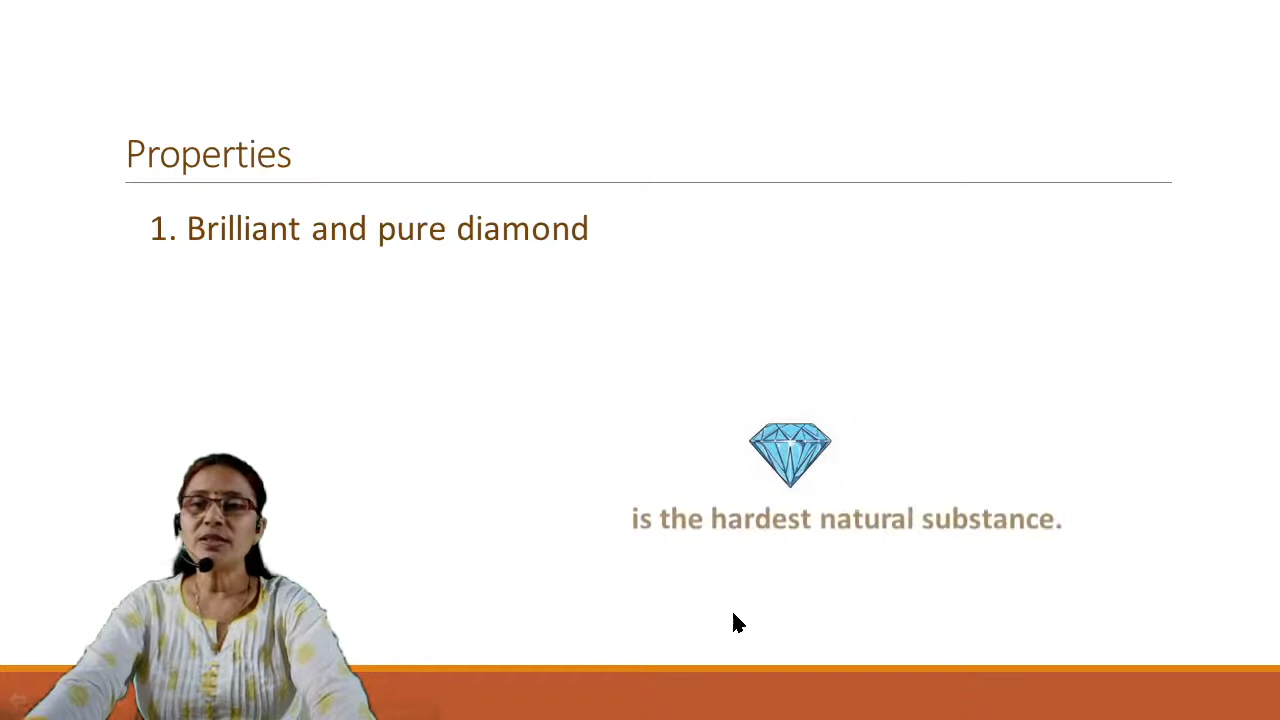 Properties
1. Brilliant and pure diamond
is the hardest natural substance.